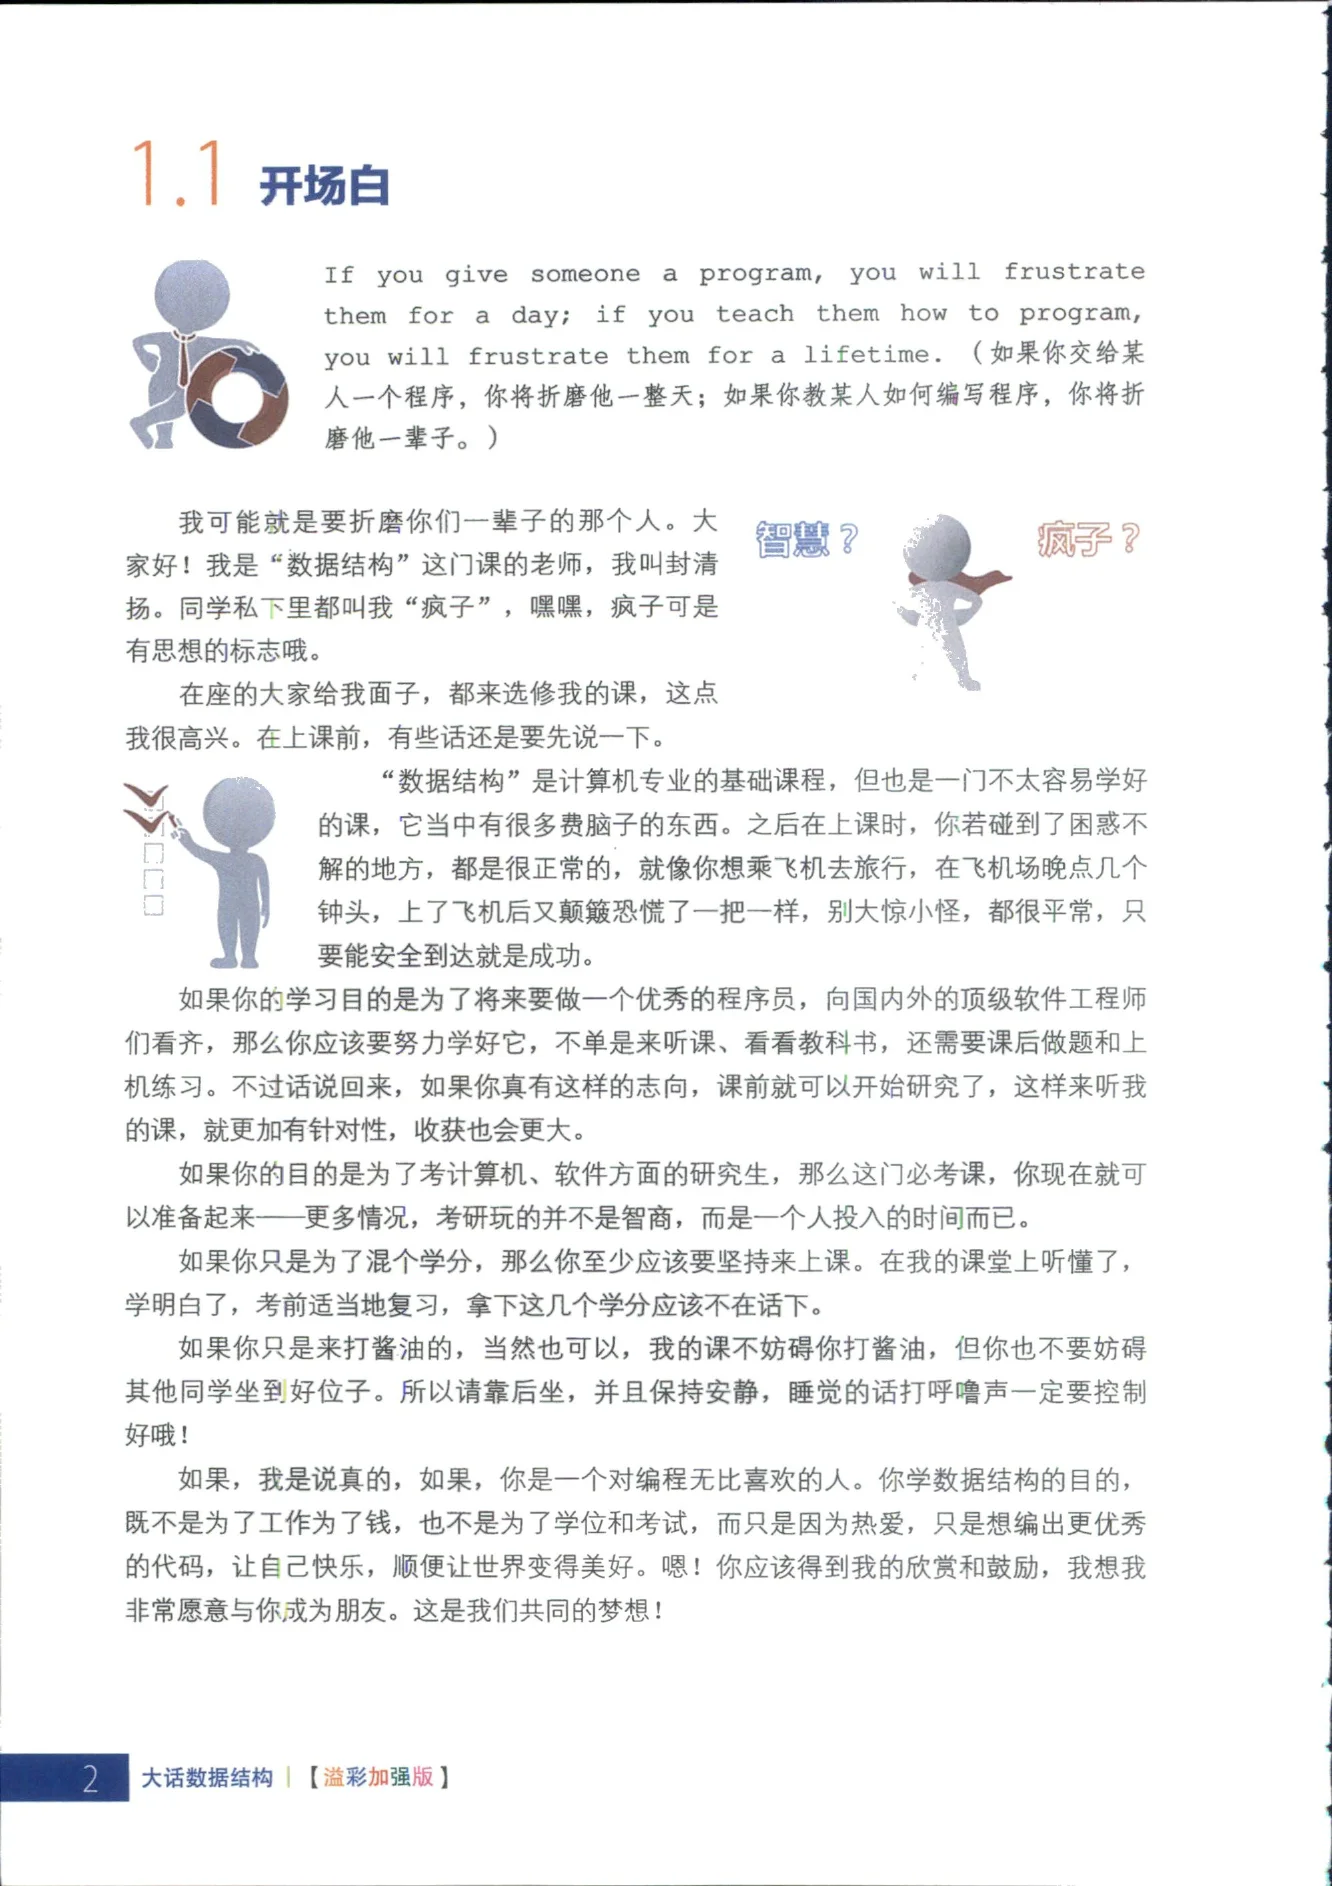 1.1 开场白
If you give someone a program, you will frustrate
them for a day; if you teach them how to program,
you will frustrate them for a lifetime. （如果你交给某
人一个程序，你将折磨他一整天；如果你教某人如何编写程序，你将折
磨他一辈子。）
我可能就是要折磨你们一辈子的那个人。大
家好！我是“数据结构”这门课的老师，我叫封清
扬。同学私下里都叫我“疯子”，嘿嘿，疯子可是
有思想的标志哦。
智慧？
疯子？
在座的大家给我面子，都来选修我的课，这点
我很高兴。在上课前，有些话还是要先说一下。
“数据结构”是计算机专业的基础课程，但也是一门不太容易学好
的课，它当中有很多费脑子的东西。之后在上课时，你若碰到了困惑不
解的地方，都是很正常的，就像你想乘飞机去旅行，在飞机场晚点几个
钟头，上了飞机后又颠簸恐慌了一把一样，别大惊小怪，都很平常，只
要能安全到达就是成功。
如果你的学习目的是为了将来要做一个优秀的程序员，向国内外的顶级软件工程师
们看齐，那么你应该要努力学好它，不单是来听课、看看教科书，还需要课后做题和上
机练习。不过话说回来，如果你真有这样的志向，课前就可以开始研究了，这样来听我
的课，就更加有针对性，收获也会更大。
如果你的目的是为了考计算机、软件方面的研究生，那么这门必考课，你现在就可
以准备起来——更多情况，考研玩的并不是智商，而是一个人投入的时间而已。
如果你只是为了混个学分，那么你至少应该要坚持来上课。在我的课堂上听懂了，
学明白了，考前适当地复习，拿下这几个学分应该不在话下。
如果你只是来打酱油的，当然也可以，我的课不妨碍你打酱油，但你也不要妨碍
其他同学坐到好位子。所以请靠后坐，并且保持安静，睡觉的话打呼噜声一定要控制
好哦！
如果，我是说真的，如果，你是一个对编程无比喜欢的人。你学数据结构的目的，
既不是为了工作为了钱，也不是为了学位和考试，而只是因为热爱，只是想编出更优秀
的代码，让自己快乐，顺便让世界变得美好。嗯！你应该得到我的欣赏和鼓励，我想我
非常愿意与你成为朋友。这是我们共同的梦想！
2 大话数据结构 | 【溢彩加强版】